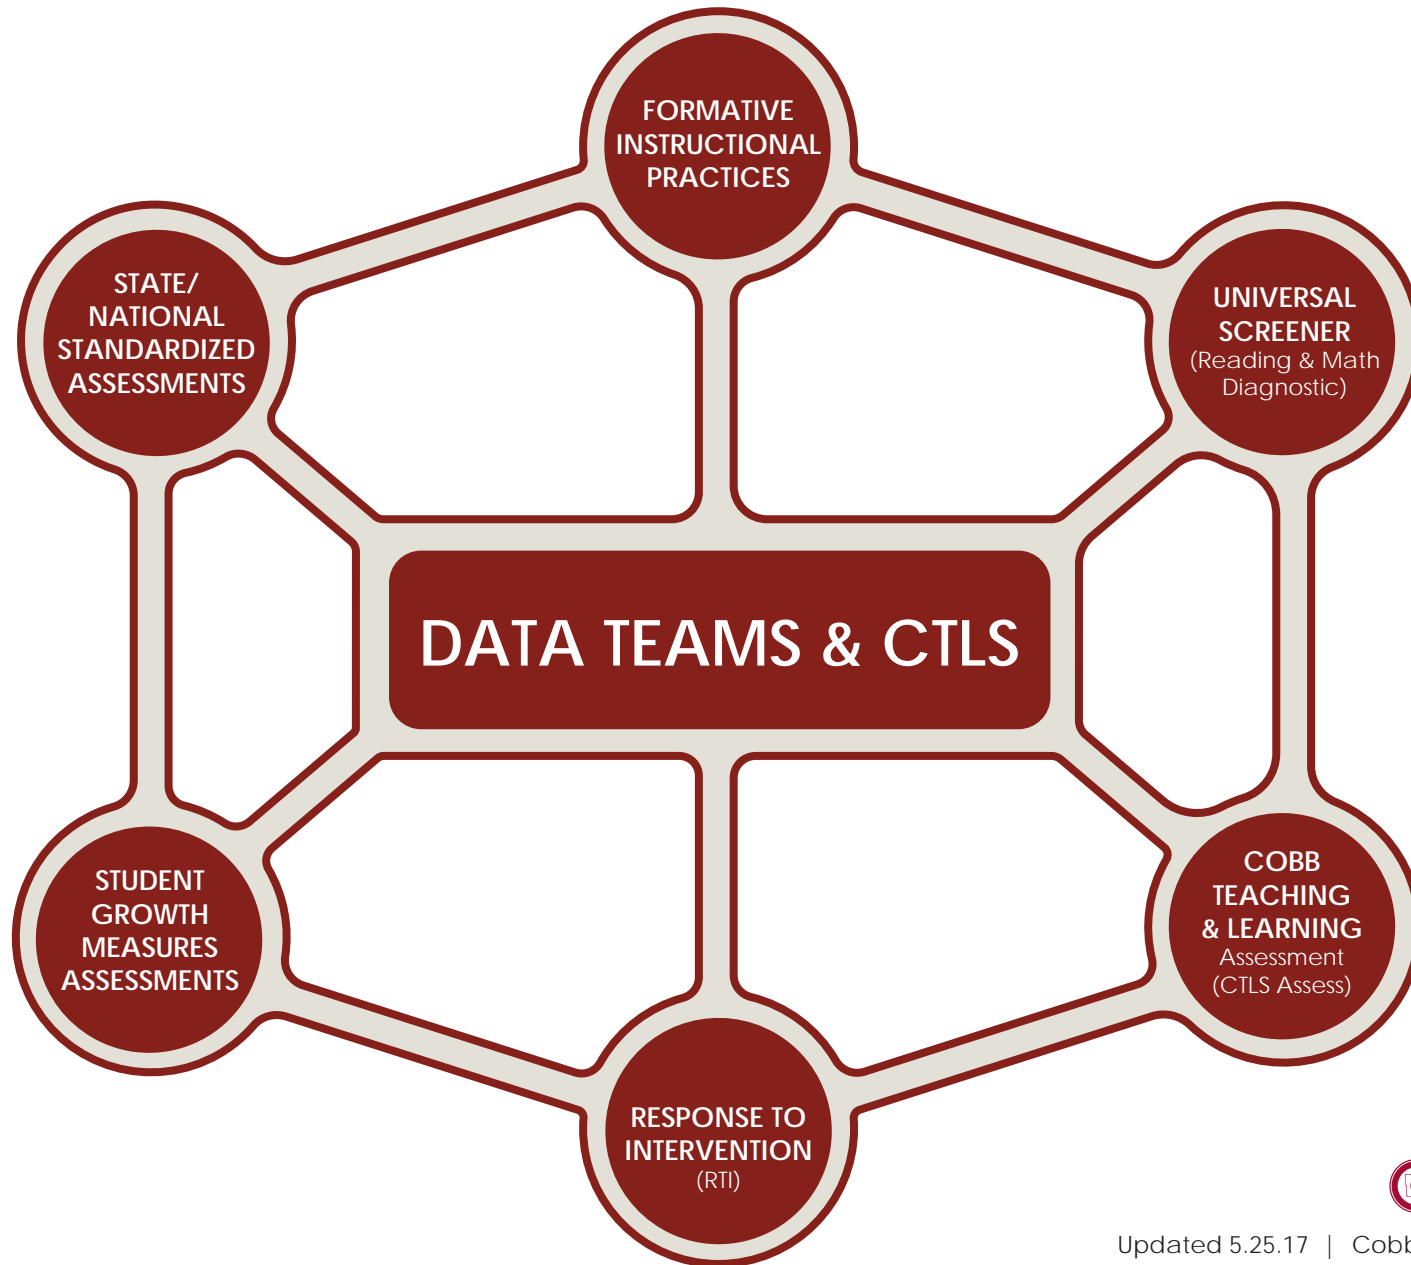 FORMATIVE
INSTRUCTIONAL
PRACTICES
STATE/
NATIONAL
STANDARDIZED
ASSESSMENTS
UNIVERSAL
SCREENER
(Reading & Math
Diagnostic)
DATA TEAMS & CTLS
STUDENT
GROWTH
MEASURES
ASSESSMENTS
COBB
TEACHING
& LEARNING
Assessment
(CTLS Assess)
RESPONSE TO
INTERVENTION
(RTI)
Updated 5.25.17 | Cobb